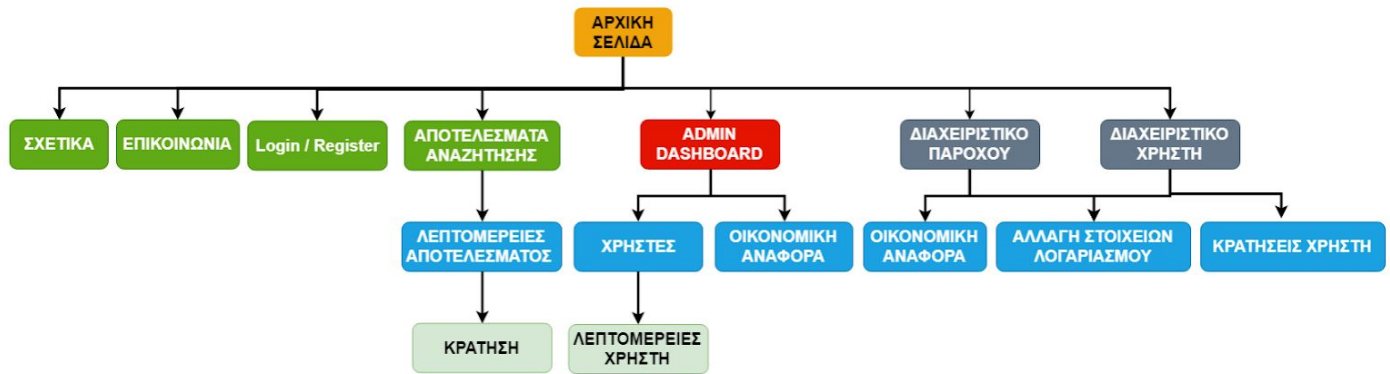 ΑΡΧΙΚΗ
ΣΕΛΙΔΑ
ΣΧΕΤΙΚΑ
ΕΠΙΚΟΙΝΩΝΙΑ
Login / Register
ΑΠΟΤΕΛΕΣΜΑΤΑ
ΑΝΑΖΗΤΗΣΗΣ
ADMIN
DASHBOARD
ΔΙΑΧΕΙΡΙΣΤΙΚΟ
ΠΑΡΟΧΟΥ
ΔΙΑΧΕΙΡΙΣΤΙΚΟ
ΧΡΗΣΤΗ
ΛΕΠΤΟΜΕΡΕΙΕΣ
ΑΠΟΤΕΛΕΣΜΑΤΟΣ
ΧΡΗΣΤΕΣ
ΟΙΚΟΝΟΜΙΚΗ
ΑΝΑΦΟΡΑ
ΟΙΚΟΝΟΜΙΚΗ
ΑΝΑΦΟΡΑ
ΑΛΛΑΓΗ ΣΤΟΙΧΕΙΩΝ
ΛΟΓΑΡΙΑΣΜΟΥ
ΚΡΑΤΗΣΕΙΣ ΧΡΗΣΤΗ
ΚΡΑΤΗΣΗ
ΛΕΠΤΟΜΕΡΕΙΕΣ
ΧΡΗΣΤΗ